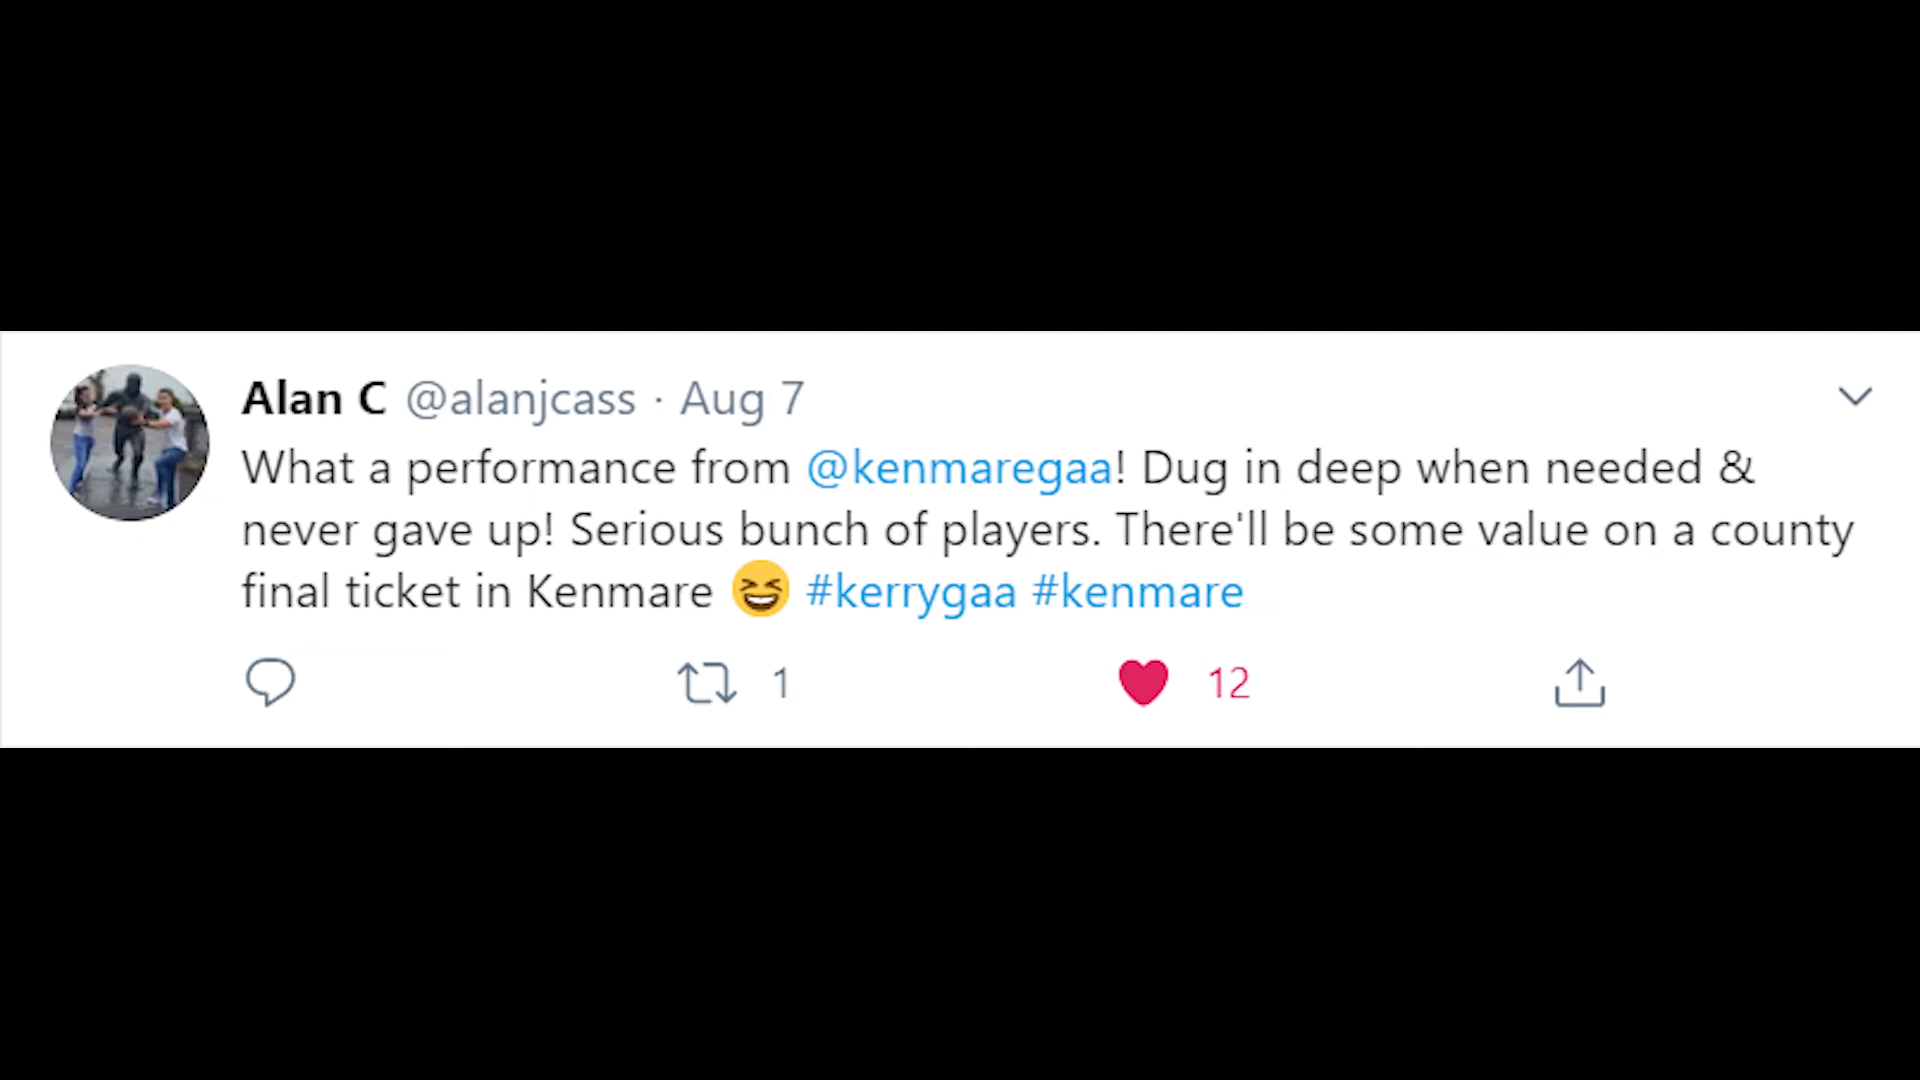 Alan C @alanjcass · Aug 7
What a performance from @kenmaregaa! Dug in deep when needed &
never gave up! Serious bunch of players. There'll be some value on a county
final ticket in Kenmare 😆 #kerrygaa #kenmare
1 12